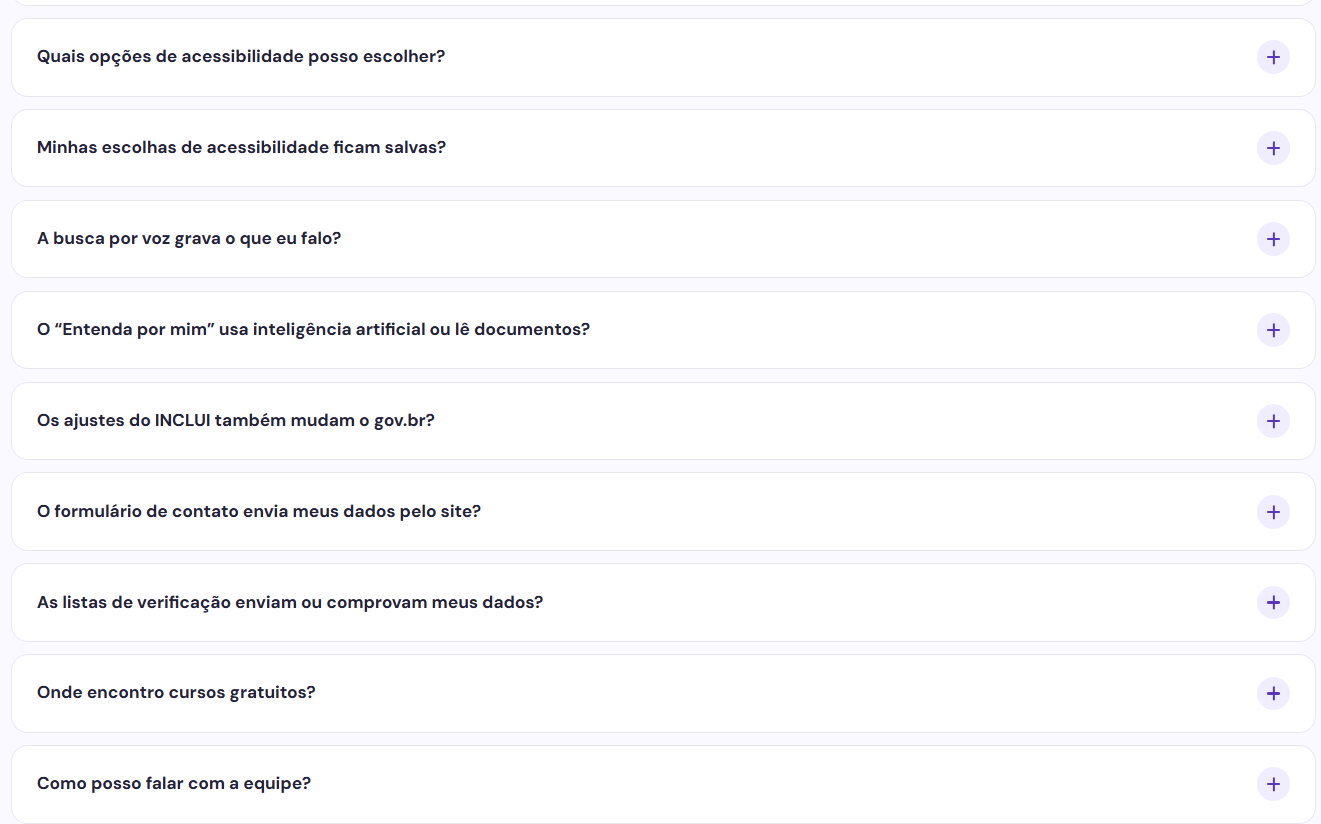 Quais opções de acessibilidade posso escolher?
Minhas escolhas de acessibilidade ficam salvas?
A busca por voz grava o que eu falo?
O “Entenda por mim” usa inteligência artificial ou lê documentos?
Os ajustes do INCLUI também mudam o gov.br?
O formulário de contato envia meus dados pelo site?
As listas de verificação enviam ou comprovam meus dados?
Onde encontro cursos gratuitos?
Como posso falar com a equipe?